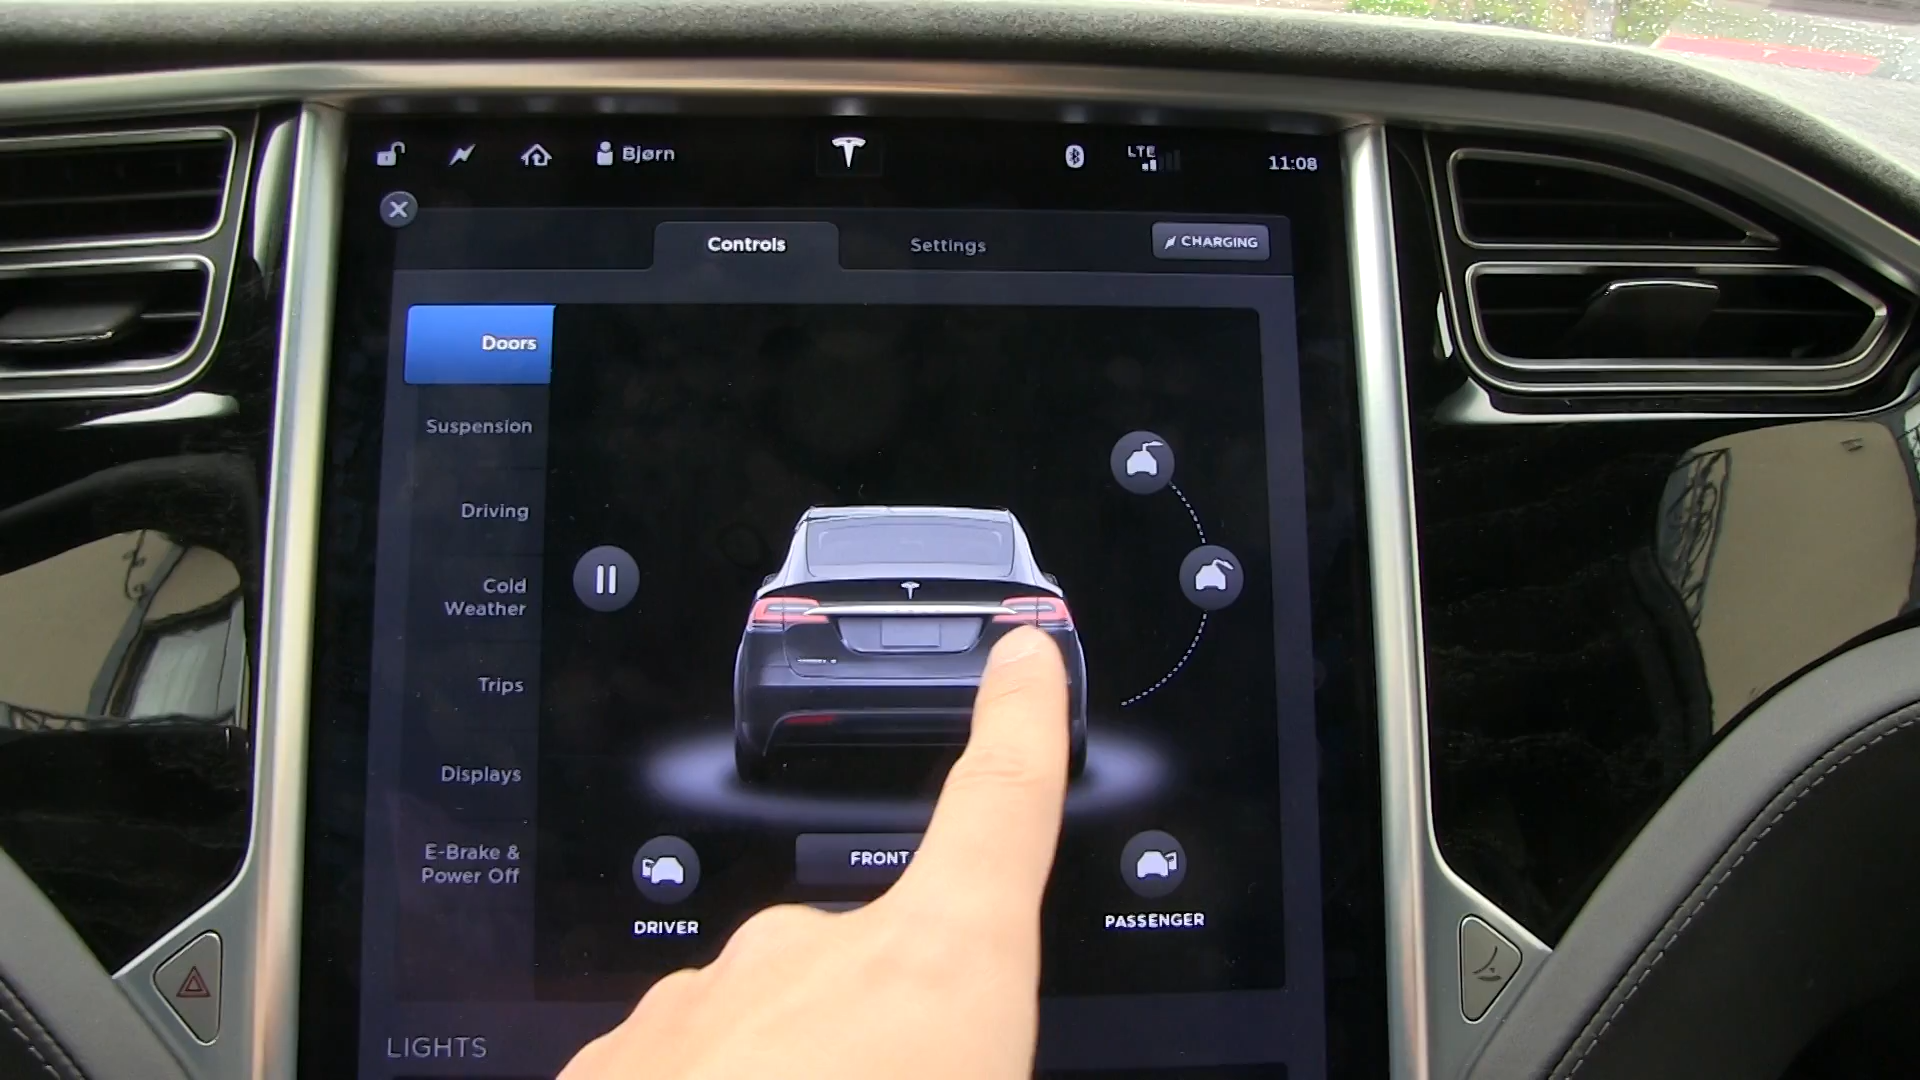 Bjørn
LTE
11:08
Controls
Settings
CHARGING
Doors
Suspension
Driving
Cold
Weather
Trips
Displays
E-Brake &
Power Off
FRONT
DRIVER
PASSENGER
LIGHTS